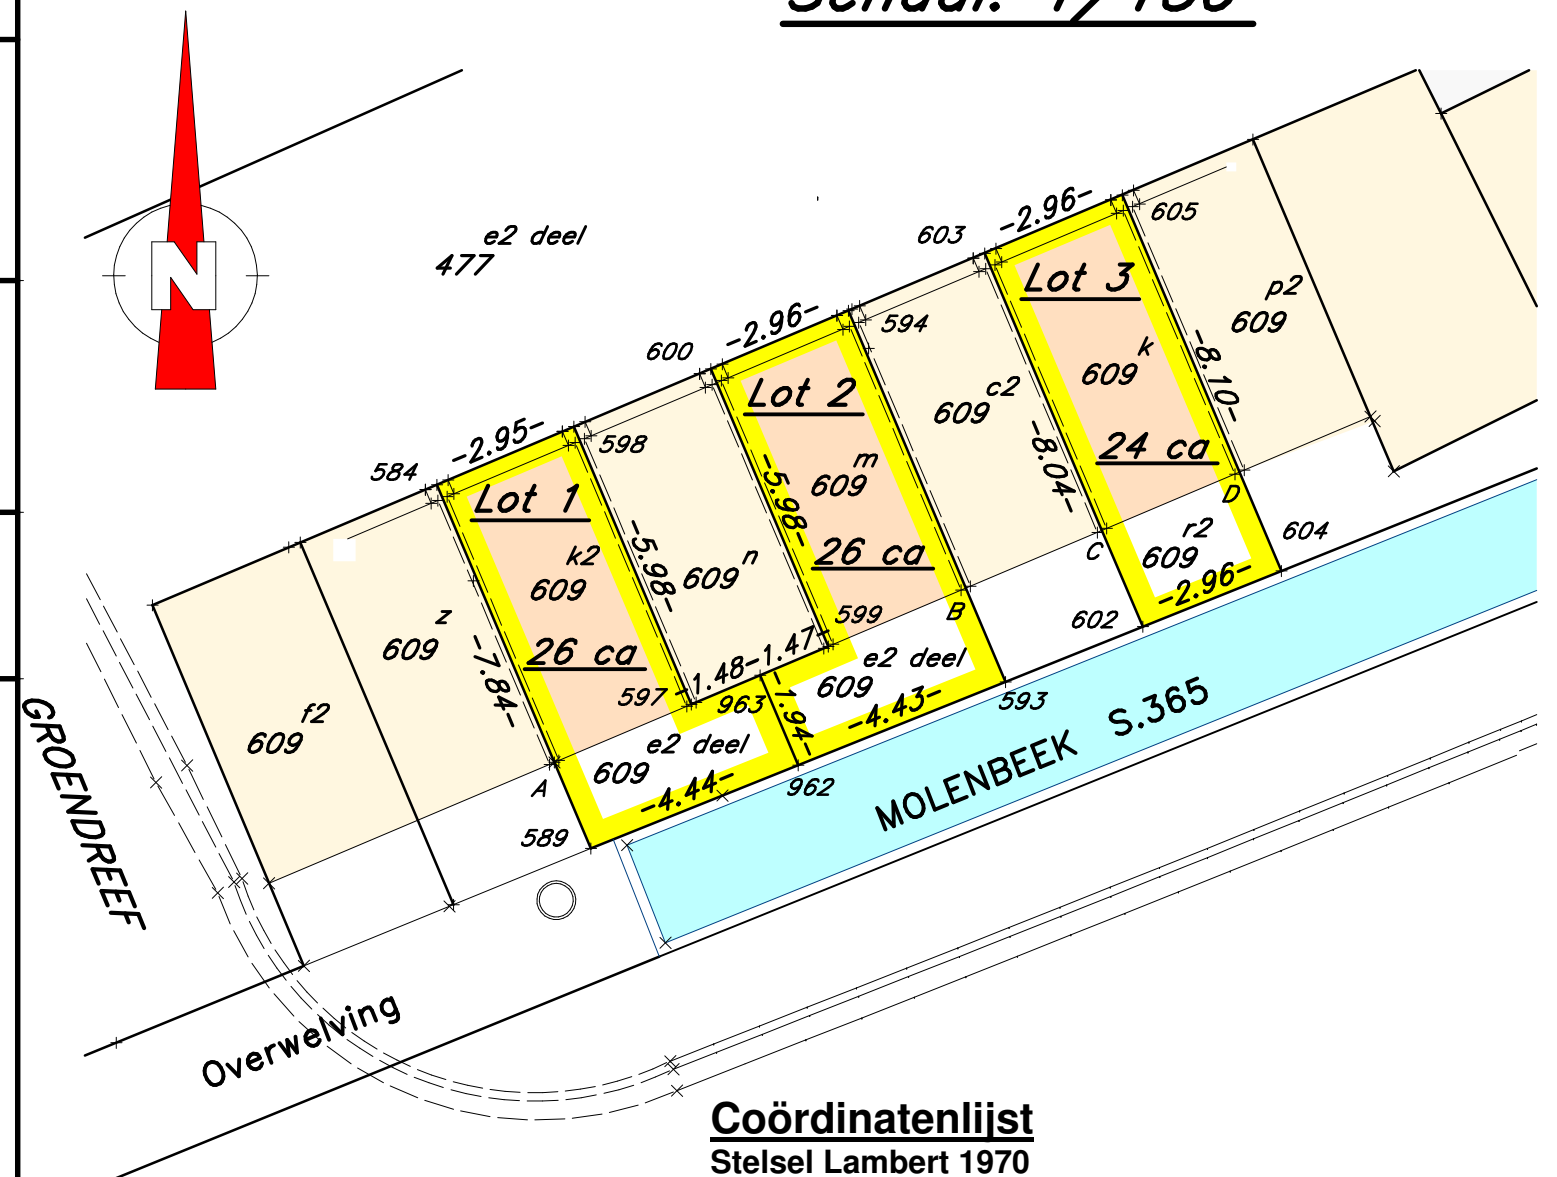 Schaal: 1/150
N
e2 deel
477
603
-2.96-
605
Lot 3
p2
609
600
-2.96-
594
k
609
-8.10-
c2
609
Lot 2
584
-2.95-
598
-8.04-
24 ca
D
m
609
-5.98-
Lot 1
26 ca
r2
609
C
604
-2.96-
k2
609
-5.98-
n
609
599
B
602
z
609
26 ca
-7.84-
-1.48-
-1.47-
597
963
e2 deel
609
-1.94-
-4.43-
593
f2
609
GROENDREEF
e2 deel
609
A
-4.44-
962
589
MOLENBEEK S.365
Overwelving
Coördinatenlijst
Stelsel Lambert 1970